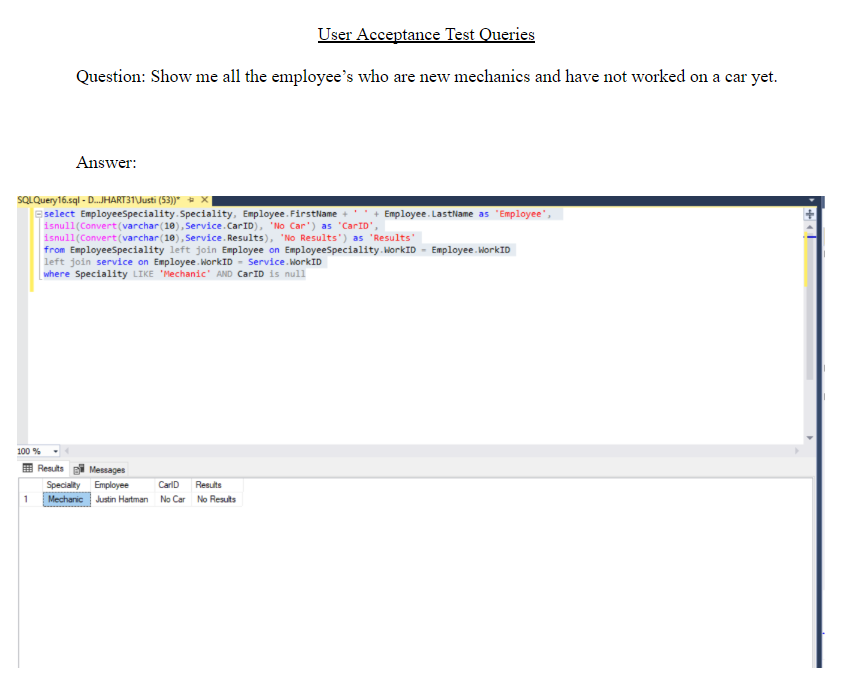 User Acceptance Test Queries
Question: Show me all the employee's who are new mechanics and have not worked on a car yet.
Answer:
SQLQuery16.sql - D...JHART31\Justi (53))*
select EmployeeSpeciality.Speciality, Employee.FirstName + ' ' + Employee.LastName as 'Employee',
isnull(Convert(varchar(10),Service.CarID), 'No Car') as 'CarID',
isnull(Convert(varchar(10),Service.Results), 'No Results') as 'Results'
from EmployeeSpeciality left join Employee on EmployeeSpeciality.WorkID = Employee.WorkID
left join service on Employee.WorkID = Service.WorkID
where Speciality LIKE 'Mechanic' AND CarID is null
100 %
Results Messages
Speciality Employee CarID Results
1 Mechanic Justin Hartman No Car No Results